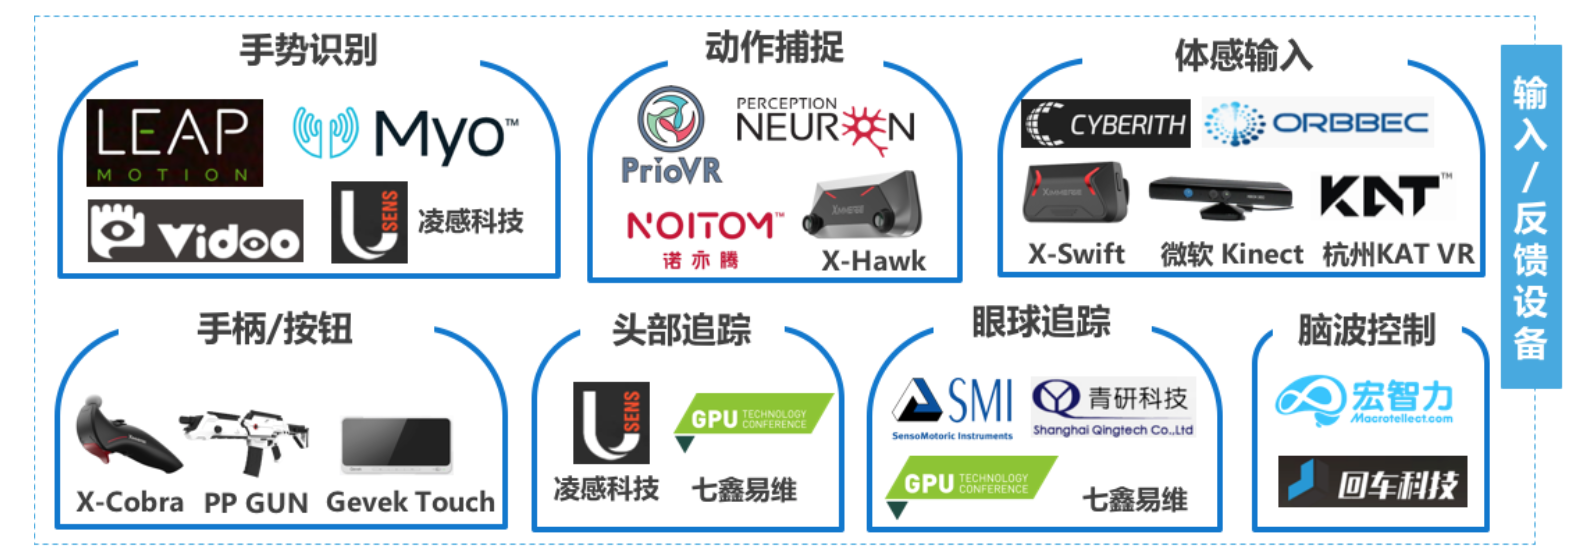 手势识别
LEAP
MOTION
Myo™
Vidoo
USENS
凌感科技
动作捕捉
PrioVR
PERCEPTION
NEURON
NOITOM™
诺亦腾
XIMMERSE
X-Hawk
体感输入
CYBERITH
ORBBEC
XIMMERSE
X-Swift
微软 Kinect
KAT™
杭州KAT VR
输入/反馈设备
手柄/按钮
X-Cobra
PP GUN
Gevek Touch
头部追踪
USENS
凌感科技
GPU TECHNOLOGY
CONFERENCE
七鑫易维
眼球追踪
SMI
SensoMotoric Instruments
青研科技
Shanghai Qingtech Co.,Ltd
GPU TECHNOLOGY
CONFERENCE
七鑫易维
脑波控制
宏智力
Macrotellect.com
回车科技